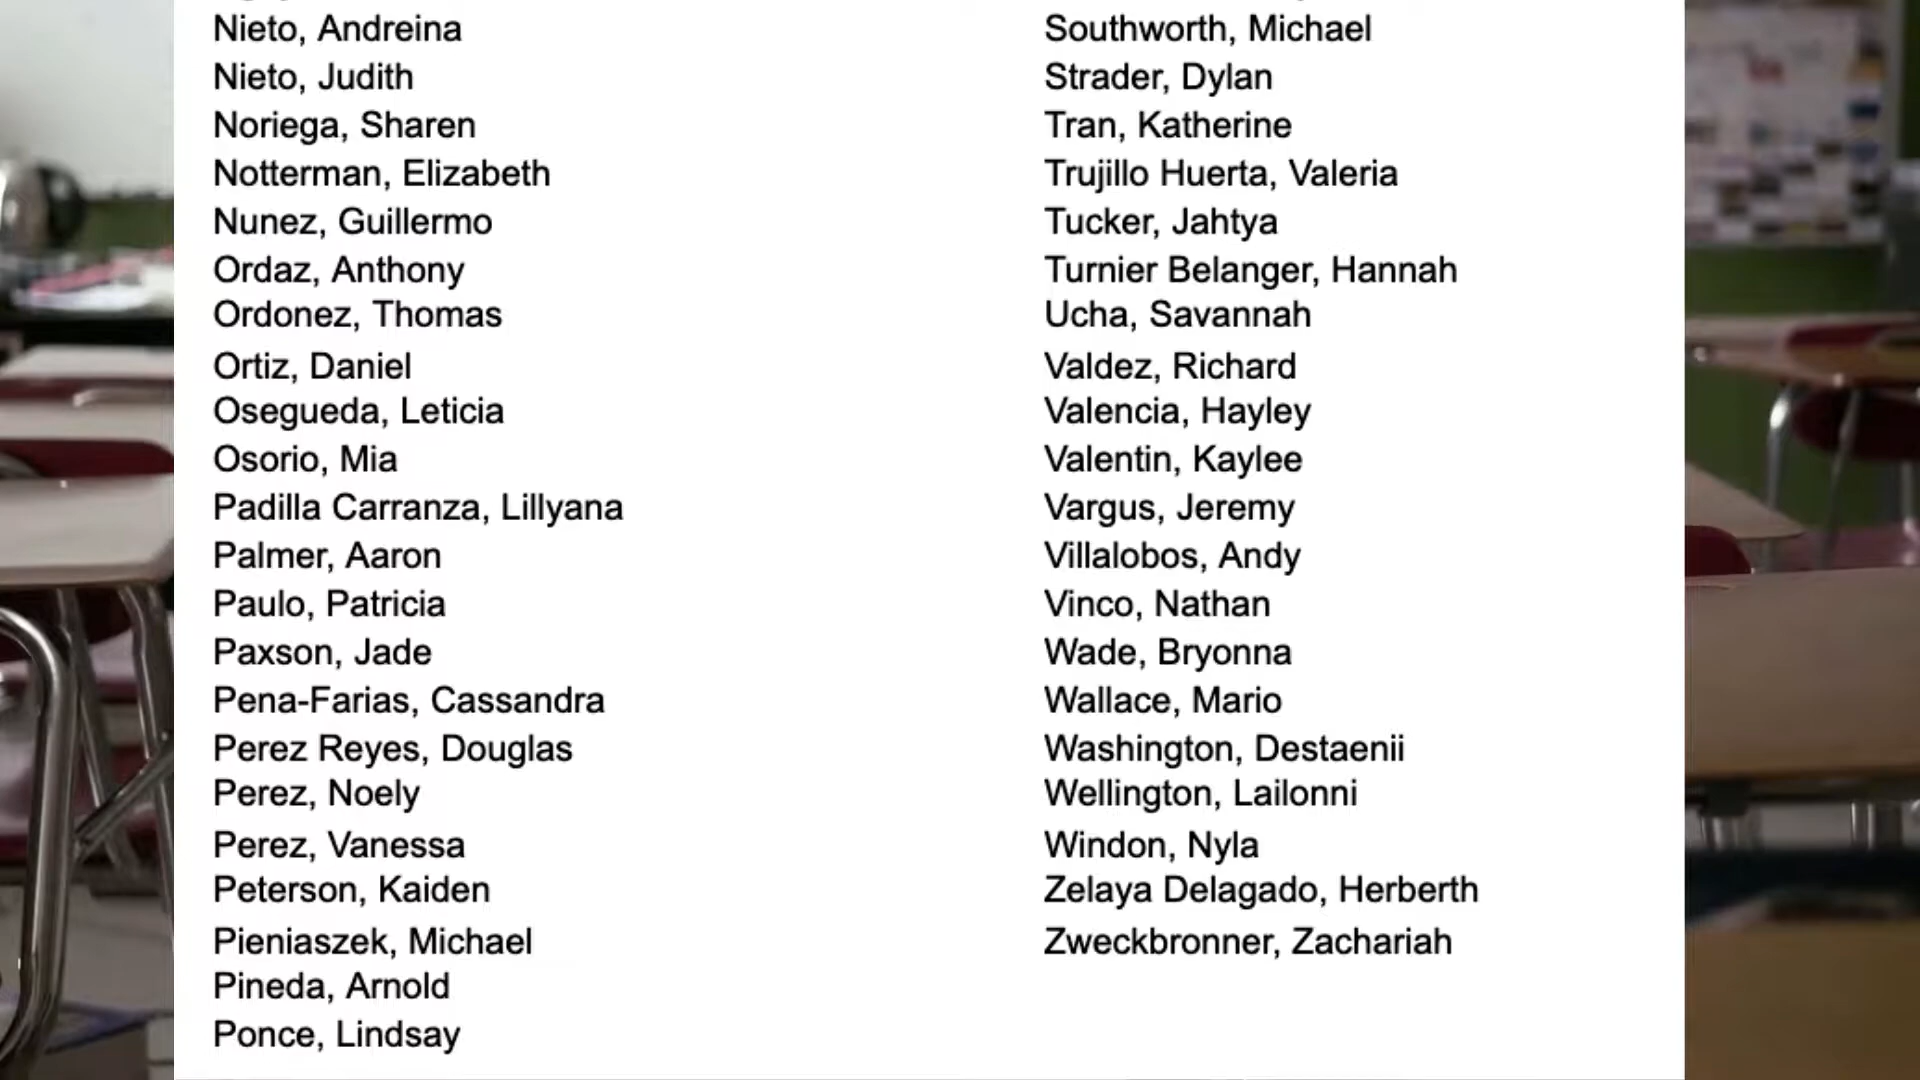 Nieto, Andreina
Nieto, Judith
Noriega, Sharen
Notterman, Elizabeth
Nunez, Guillermo
Ordaz, Anthony
Ordonez, Thomas
Ortiz, Daniel
Osegueda, Leticia
Osorio, Mia
Padilla Carranza, Lillyana
Palmer, Aaron
Paulo, Patricia
Paxson, Jade
Pena-Farias, Cassandra
Perez Reyes, Douglas
Perez, Noely
Perez, Vanessa
Peterson, Kaiden
Pieniaszek, Michael
Pineda, Arnold
Ponce, Lindsay
Southworth, Michael
Strader, Dylan
Tran, Katherine
Trujillo Huerta, Valeria
Tucker, Jahtya
Turnier Belanger, Hannah
Ucha, Savannah
Valdez, Richard
Valencia, Hayley
Valentin, Kaylee
Vargus, Jeremy
Villalobos, Andy
Vinco, Nathan
Wade, Bryonna
Wallace, Mario
Washington, Destaenii
Wellington, Lailonni
Windon, Nyla
Zelaya Delagado, Herberth
Zweckbronner, Zachariah